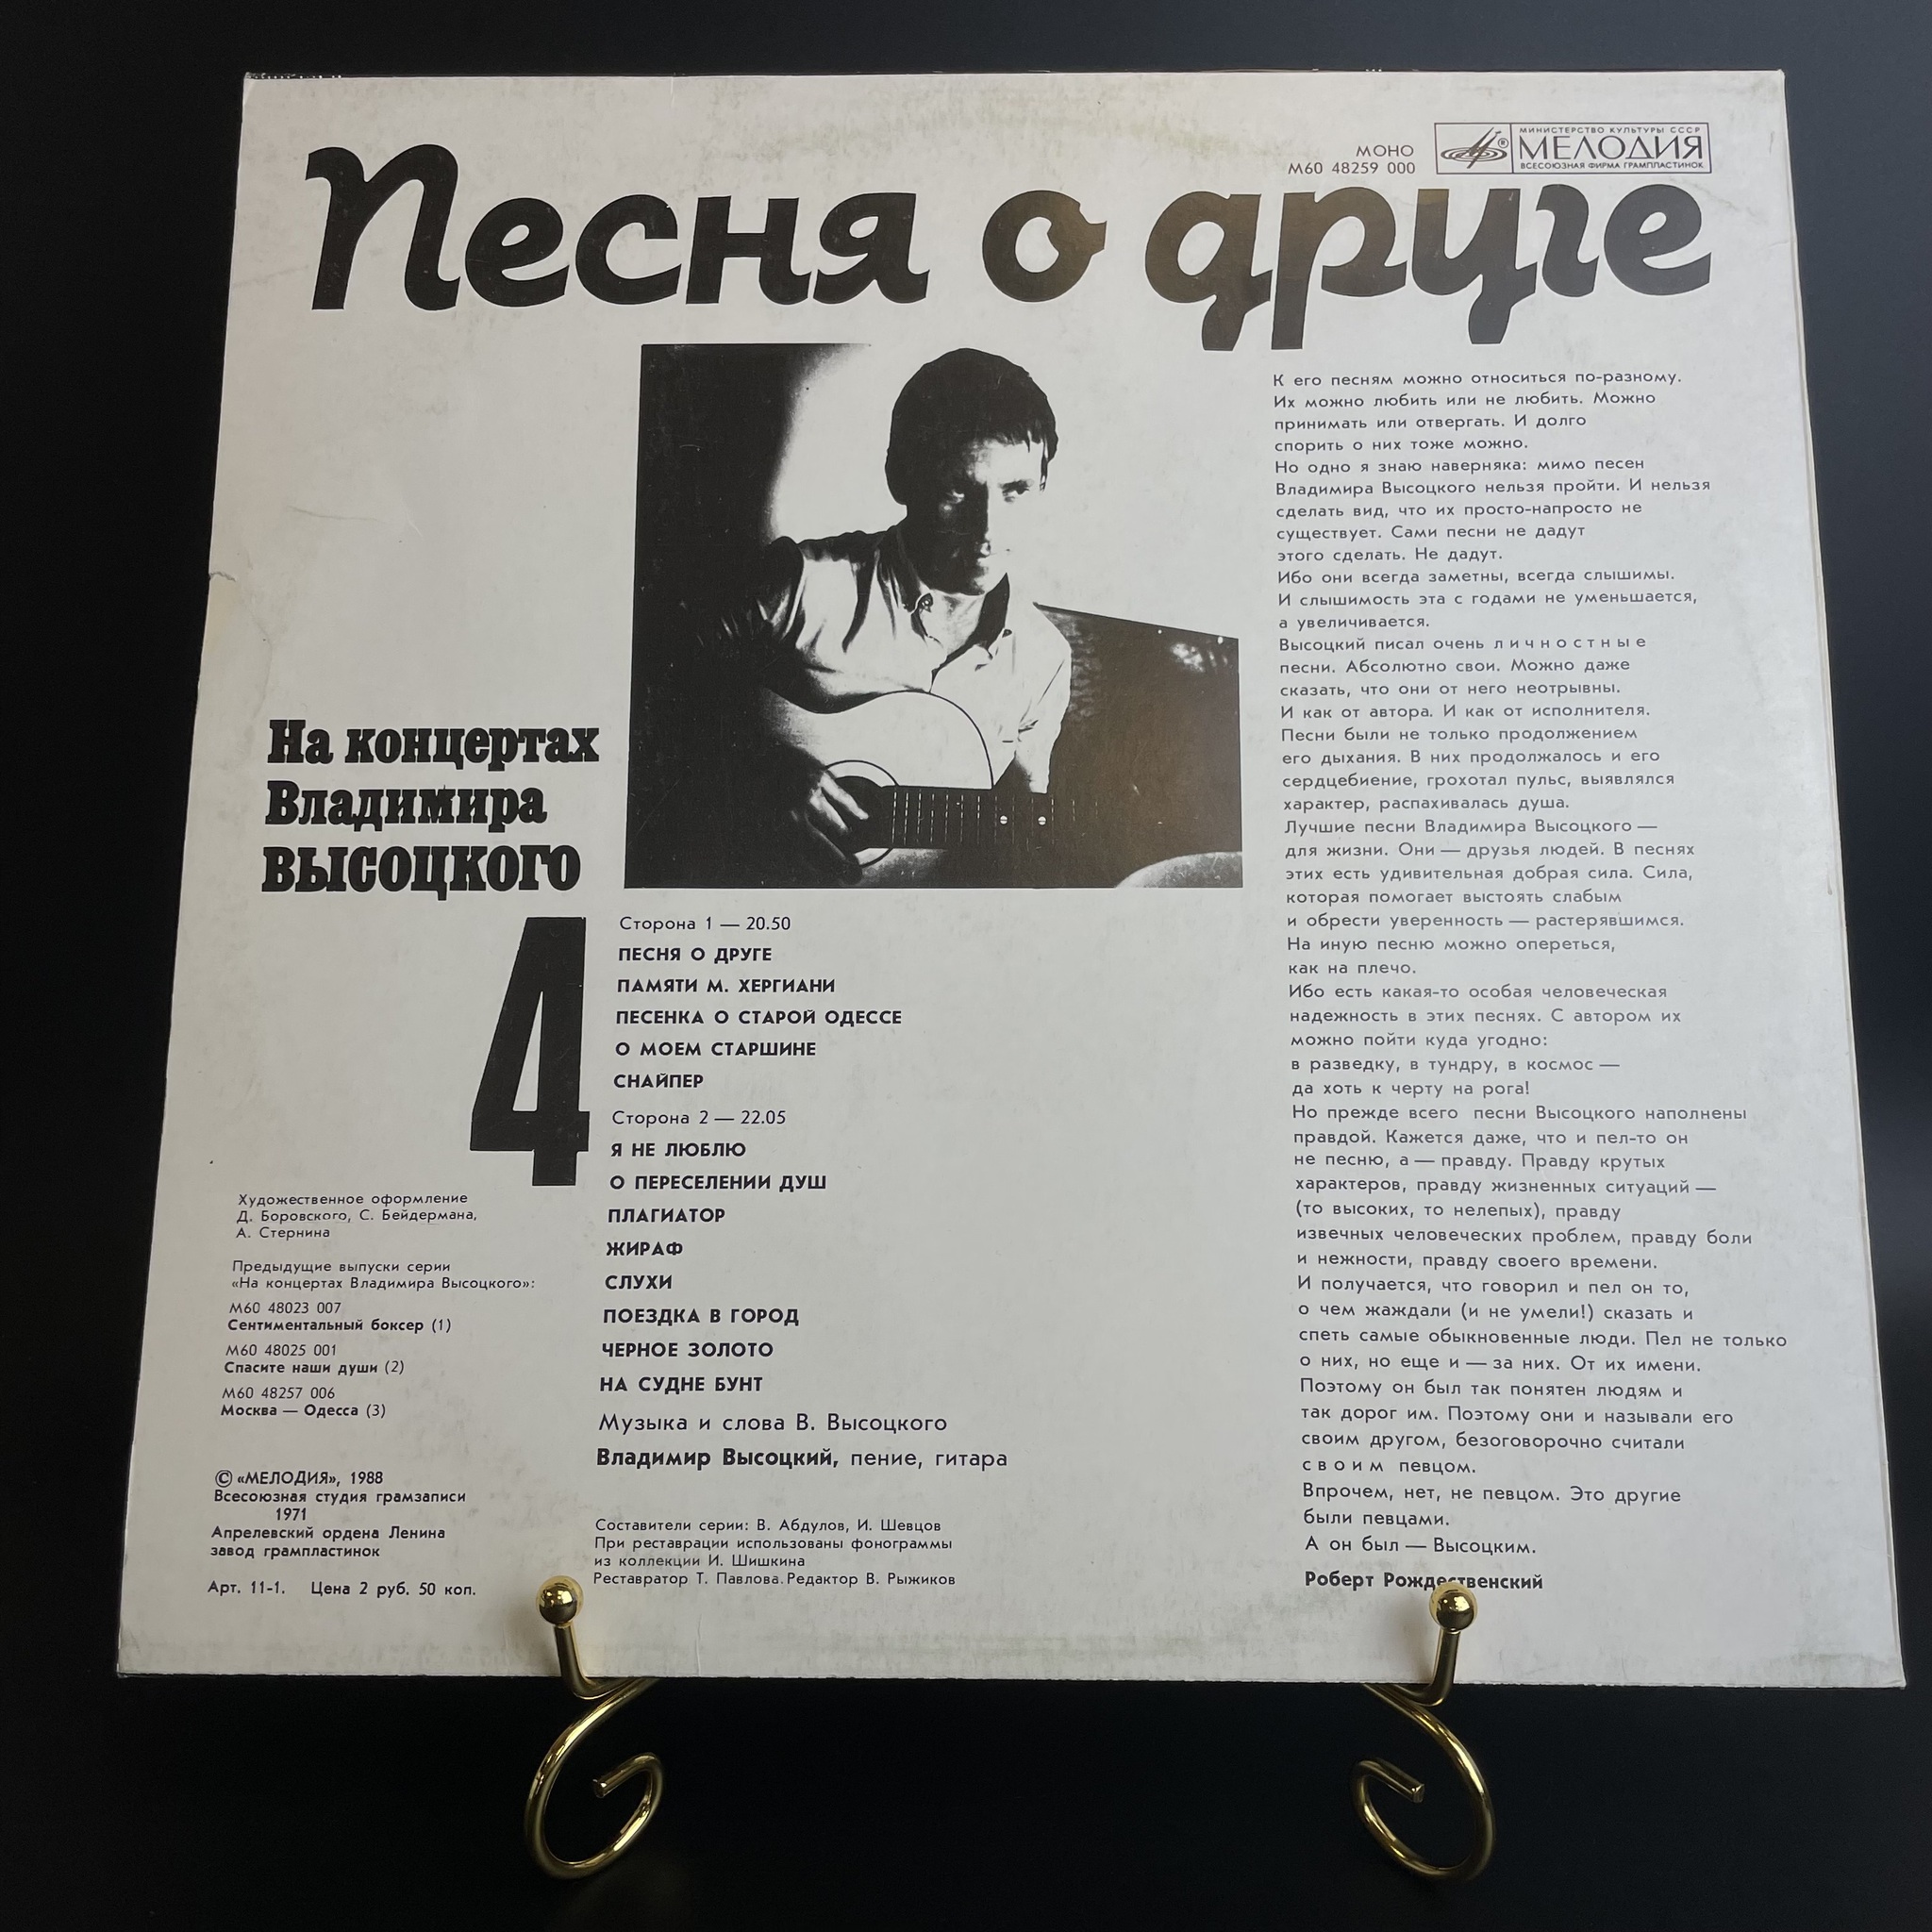 МОНО
М60 48259 000
МИНИСТЕРСТВО КУЛЬТУРЫ СССР
МЕЛОДИЯ
ВСЕСОЮЗНАЯ ФИРМА ГРАМПЛАСТИНОК
Песня о друге
На концертах
Владимира
ВЫСОЦКОГО
4
Сторона 1 — 20.50
ПЕСНЯ О ДРУГЕ
ПАМЯТИ М. ХЕРГИАНИ
ПЕСЕНКА О СТАРОЙ ОДЕССЕ
О МОЕМ СТАРШИНЕ
СНАЙПЕР
Сторона 2 — 22.05
Я НЕ ЛЮБЛЮ
О ПЕРЕСЕЛЕНИИ ДУШ
ПЛАГИАТОР
ЖИРАФ
СЛУХИ
ПОЕЗДКА В ГОРОД
ЧЕРНОЕ ЗОЛОТО
НА СУДНЕ БУНТ
Музыка и слова В. Высоцкого
Владимир Высоцкий, пение, гитара
Составители серии: В. Абдулов, И. Шевцов
При реставрации использованы фонограммы
из коллекции И. Шишкина
Реставратор Т. Павлова. Редактор В. Рыжиков
Художественное оформление
Д. Боровского, С. Бейдермана,
А. Стернина
Предыдущие выпуски серии
«На концертах Владимира Высоцкого»:
М60 48023 007
Сентиментальный боксер (1)
М60 48025 001
Спасите наши души (2)
М60 48257 006
Москва — Одесса (3)
© «МЕЛОДИЯ», 1988
Всесоюзная студия грамзаписи
1971
Апрелевский ордена Ленина
завод грампластинок
Арт. 11-1. Цена 2 руб. 50 коп.
К его песням можно относиться по-разному.
Их можно любить или не любить. Можно
принимать или отвергать. И долго
спорить о них тоже можно.
Но одно я знаю наверняка: мимо песен
Владимира Высоцкого нельзя пройти. И нельзя
сделать вид, что их просто-напросто не
существует. Сами песни не дадут
этого сделать. Не дадут.
Ибо они всегда заметны, всегда слышимы.
И слышимость эта с годами не уменьшается,
а увеличивается.
Высоцкий писал очень личностные
песни. Абсолютно свои. Можно даже
сказать, что они от него неотрывны.
И как от автора. И как от исполнителя.
Песни были не только продолжением
его дыхания. В них продолжалось и его
сердцебиение, грохотал пульс, выявлялся
характер, распахивалась душа.
Лучшие песни Владимира Высоцкого —
для жизни. Они — друзья людей. В песнях
этих есть удивительная добрая сила. Сила,
которая помогает выстоять слабым
и обрести уверенность — растерявшимся.
На иную песню можно опереться,
как на плечо.
Ибо есть какая-то особая человеческая
надежность в этих песнях. С автором их
можно пойти куда угодно:
в разведку, в тундру, в космос —
да хоть к черту на рога!
Но прежде всего песни Высоцкого наполнены
правдой. Кажется даже, что и пел-то он
не песню, а — правду. Правду крутых
характеров, правду жизненных ситуаций —
(то высоких, то нелепых), правду
извечных человеческих проблем, правду боли
и нежности, правду своего времени.
И получается, что говорил и пел он то,
о чем жаждали (и не умели!) сказать и
спеть самые обыкновенные люди. Пел не только
о них, но еще и — за них. От их имени.
Поэтому он был так понятен людям и
так дорог им. Поэтому они и называли его
своим другом, безоговорочно считали
своим певцом.
Впрочем, нет, не певцом. Это другие
были певцами.
А он был — Высоцким.
Роберт Рождественский